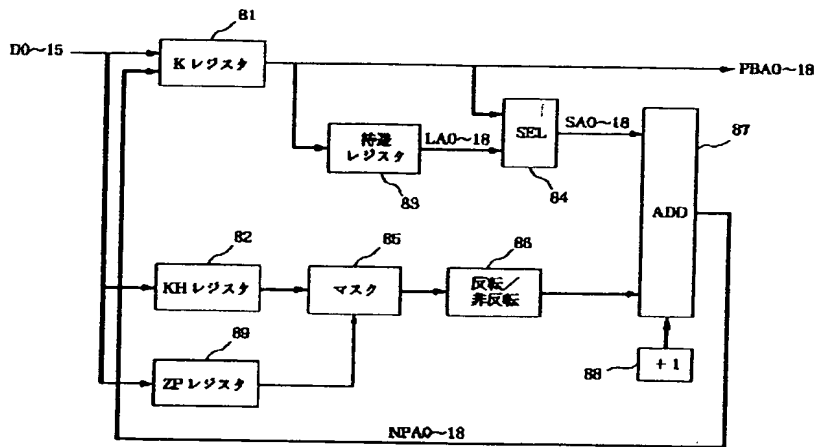 81
D0~15
Kレジスタ
PBA0~18
待避
レジスタ
LA0~18
SEL
SA0~18
87
83
84
ADD
82
85
86
KHレジスタ
マスク
反転/
非反転
89
ZPレジスタ
88
+1
NPA0~18